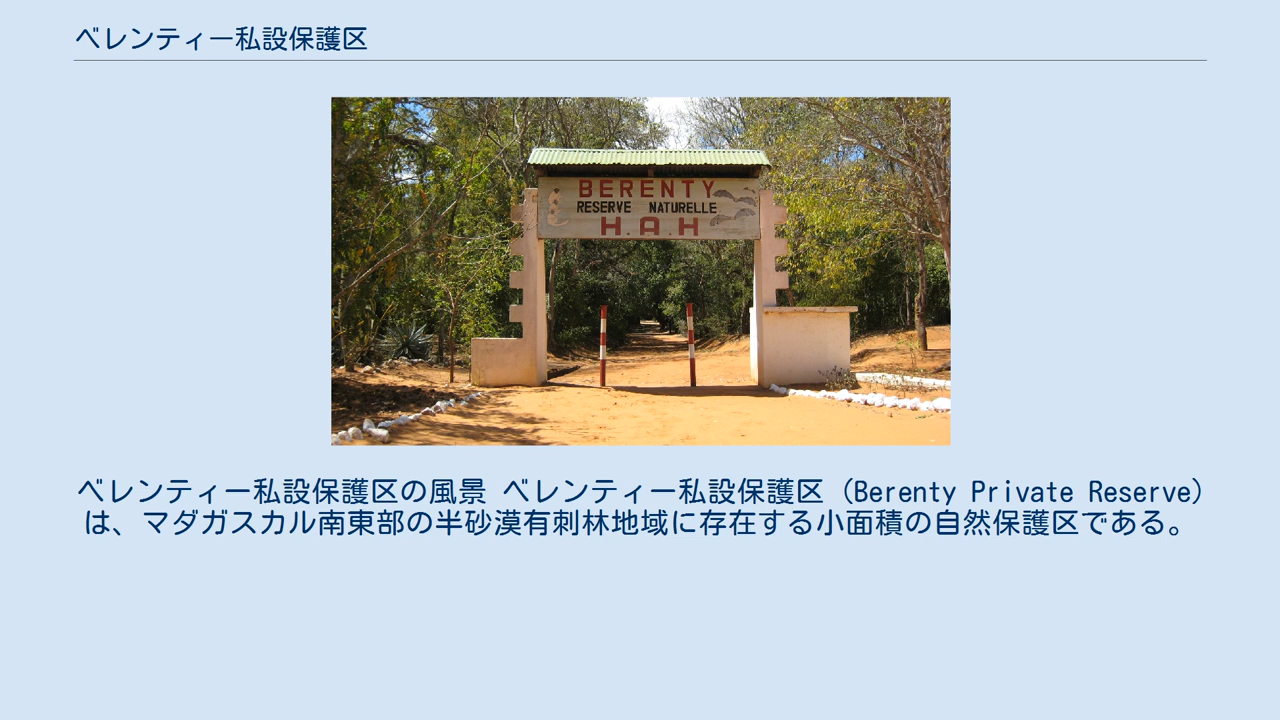 ベレンティー私設保護区
BERENTY
RESERVE NATURELLE
H.A.H
ベレンティー私設保護区の風景 ベレンティー私設保護区（Berenty Private Reserve）
は、マダガスカル南東部の半砂漠有刺林地域に存在する小面積の自然保護区である。